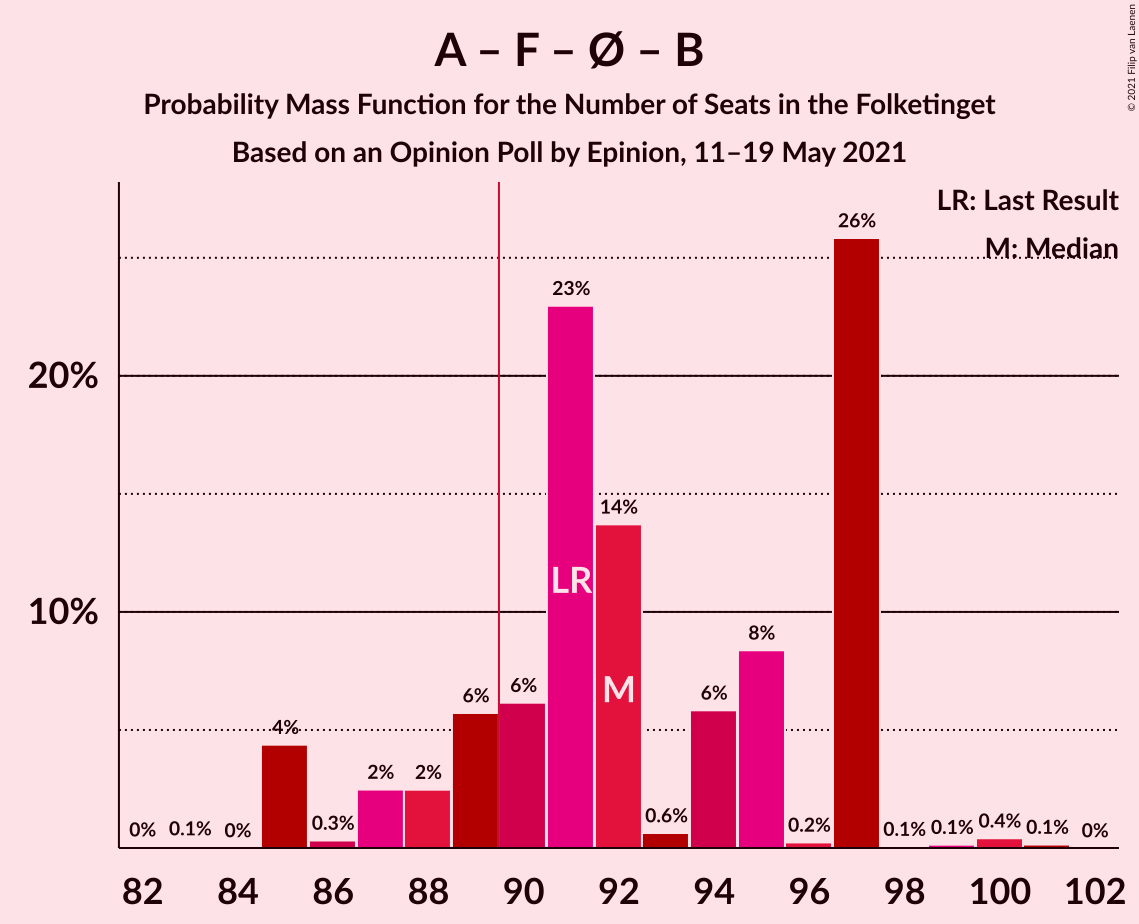 A – F – Ø – B
Probability Mass Function for the Number of Seats in the Folketinget
Based on an Opinion Poll by Epinion, 11–19 May 2021
© 2021 Filip van Laenen
LR: Last Result
M: Median
26%
23%
20%
14%
LR
10%
8%
M
6% 6% 6%
4%
2% 2%
0% 0.1% 0% 0.3% 0.6% 0.2% 0.1% 0.1% 0.4% 0.1% 0%
82 84 86 88 90 92 94 96 98 100 102